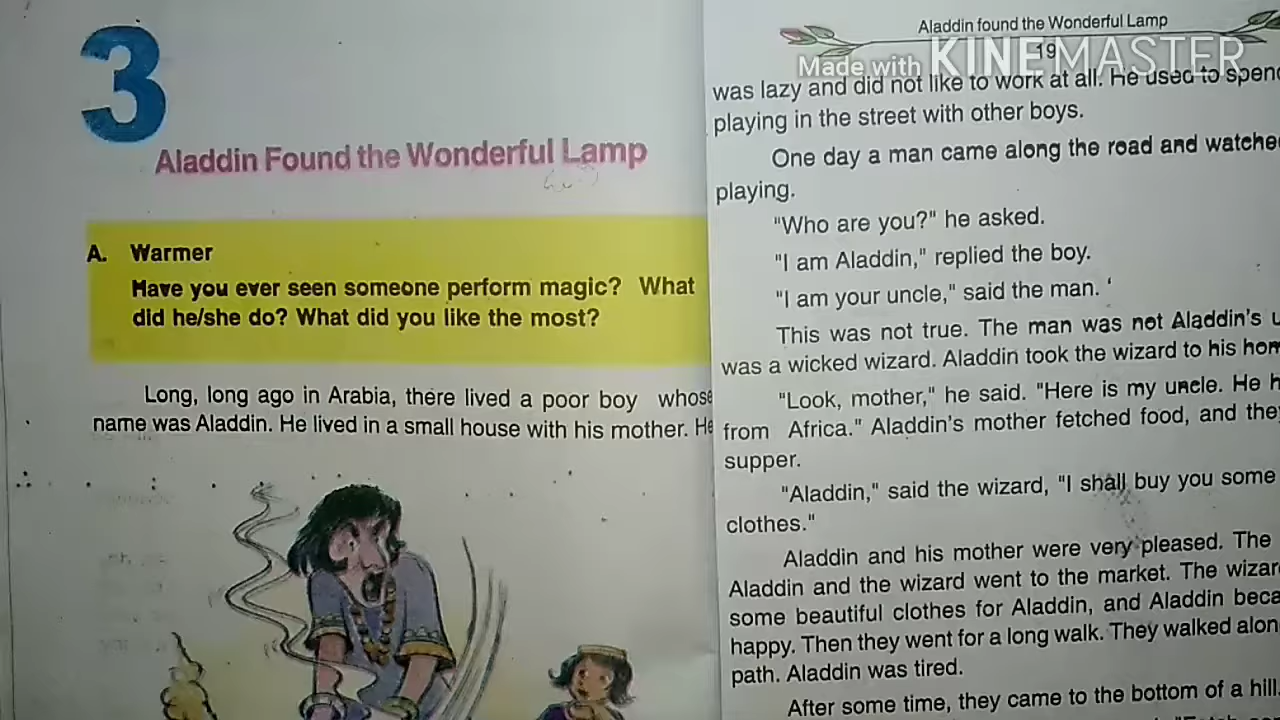 3
Aladdin Found the Wonderful Lamp
A. Warmer
Have you ever seen someone perform magic? What
did he/she do? What did you like the most?
Long, long ago in Arabia, there lived a poor boy whose
name was Aladdin. He lived in a small house with his mother. He
Aladdin found the Wonderful Lamp
19
Made with KINEMASTER
was lazy and did not like to work at all. He used to spend
playing in the street with other boys.
One day a man came along the road and watche
playing.
"Who are you?" he asked.
"I am Aladdin," replied the boy.
"I am your uncle," said the man.
This was not true. The man was not Aladdin's u
was a wicked wizard. Aladdin took the wizard to his hom
"Look, mother," he said. "Here is my uncle. He h
from Africa." Aladdin's mother fetched food, and they
supper.
"Aladdin," said the wizard, "I shall buy you some
clothes."
Aladdin and his mother were very pleased. The
Aladdin and the wizard went to the market. The wizar
some beautiful clothes for Aladdin, and Aladdin beca
happy. Then they went for a long walk. They walked alon
path. Aladdin was tired.
After some time, they came to the bottom of a hill.